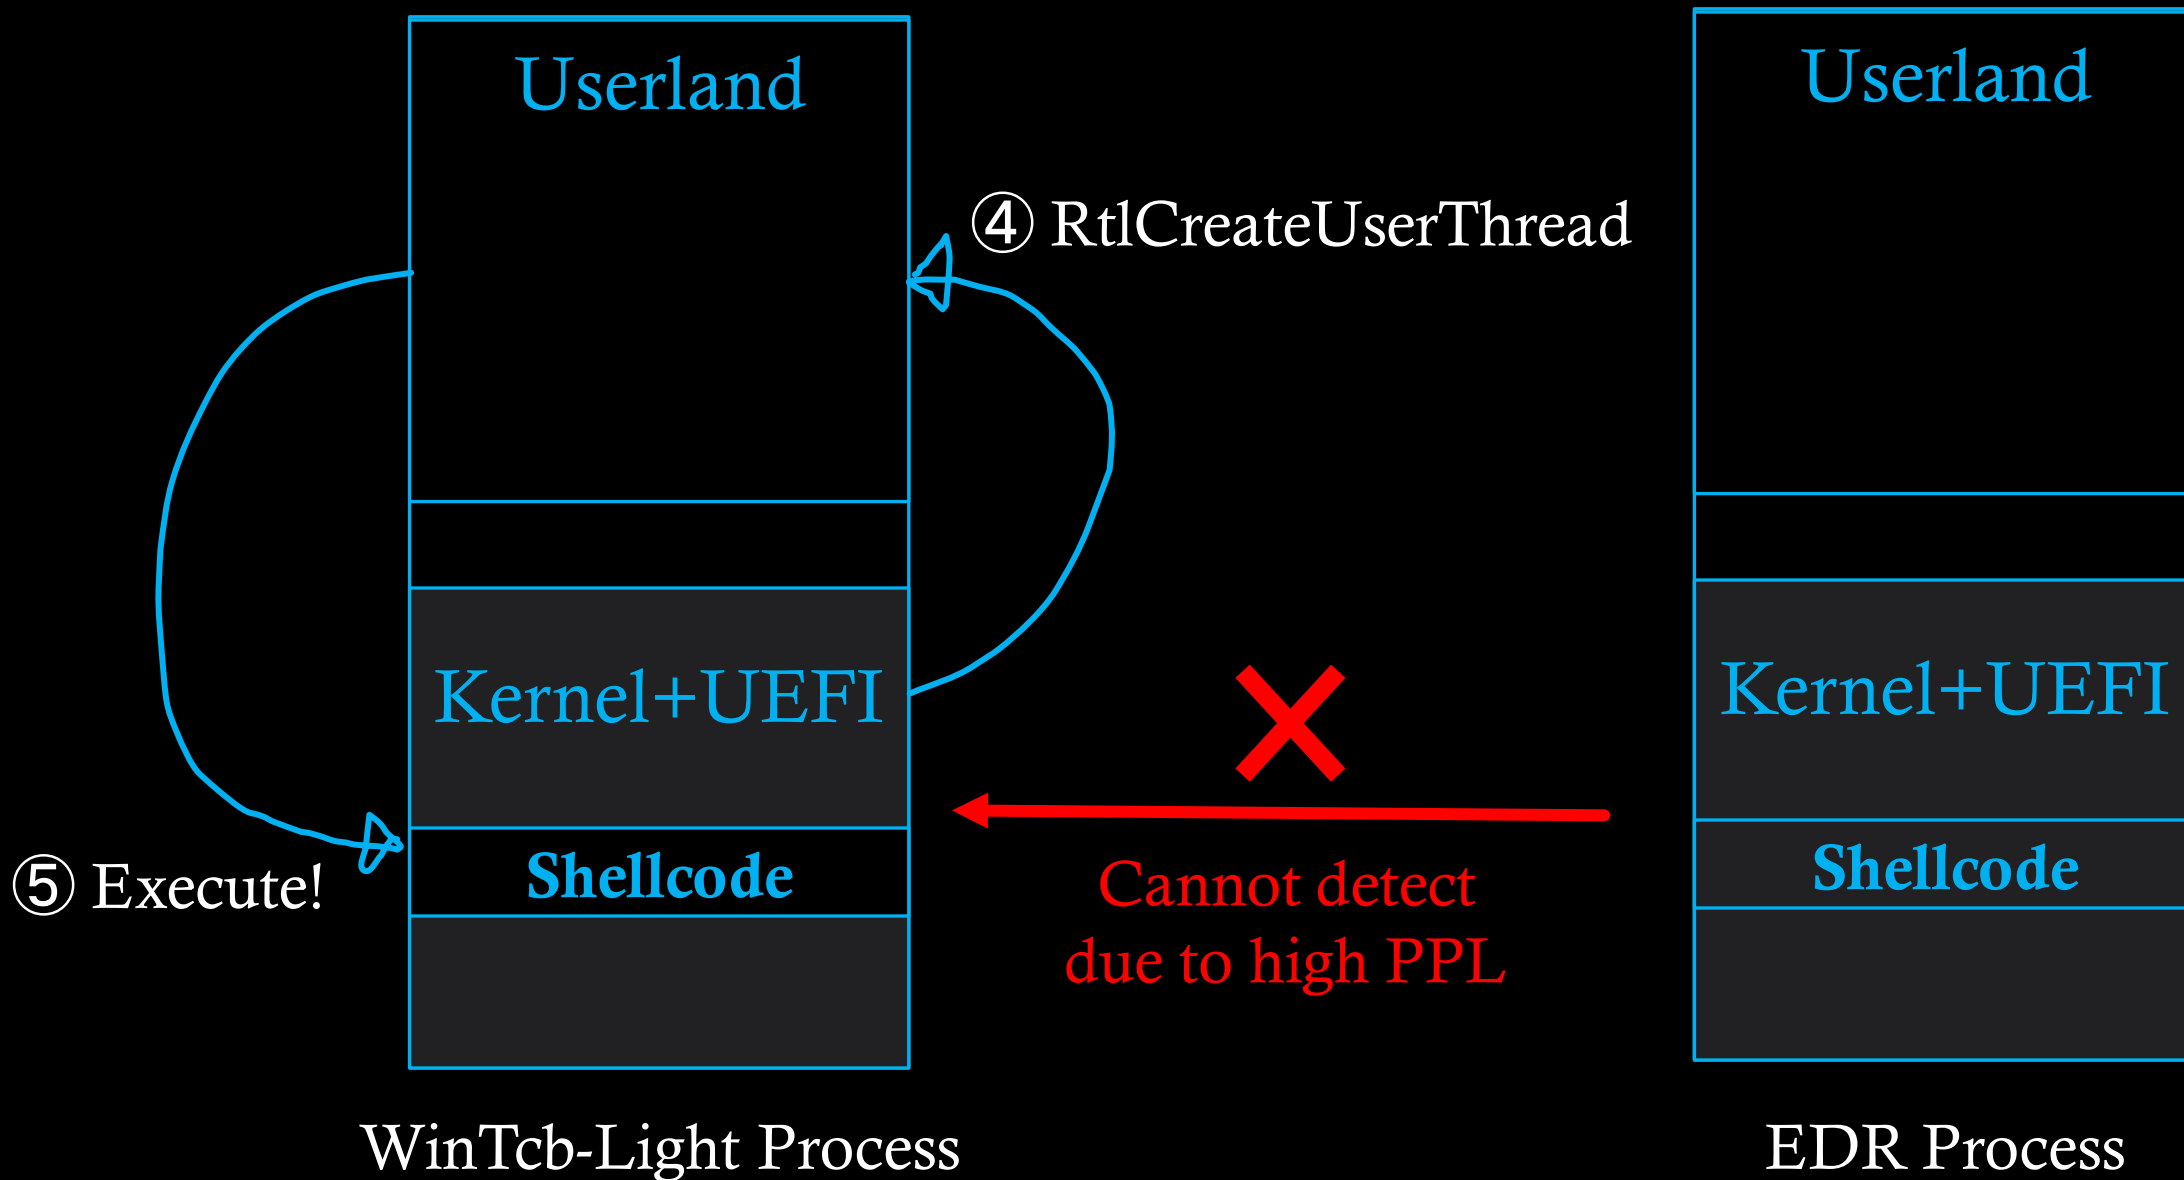 Userland
Userland
④ RtlCreateUserThread
Kernel+UEFI
Kernel+UEFI
⑤ Execute!
Shellcode
Shellcode
Cannot detect
due to high PPL
WinTcb-Light Process
EDR Process